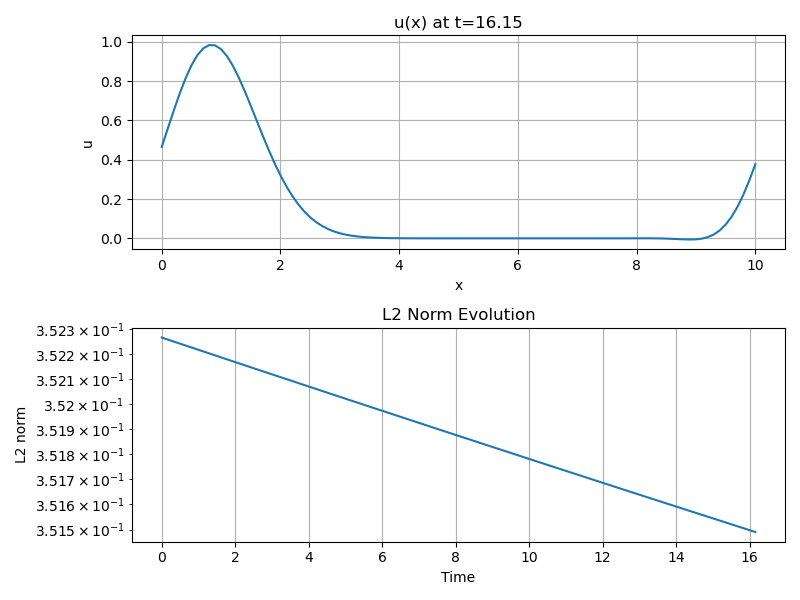 u(x) at t=16.15
1.0
0.8
0.6
0.4
0.2
0.0
u
0 2 4 6 8 10
x
L2 Norm Evolution
3.523 × 10⁻¹
3.522 × 10⁻¹
3.521 × 10⁻¹
3.52 × 10⁻¹
3.519 × 10⁻¹
3.518 × 10⁻¹
3.517 × 10⁻¹
3.516 × 10⁻¹
3.515 × 10⁻¹
L2 norm
0 2 4 6 8 10 12 14 16
Time